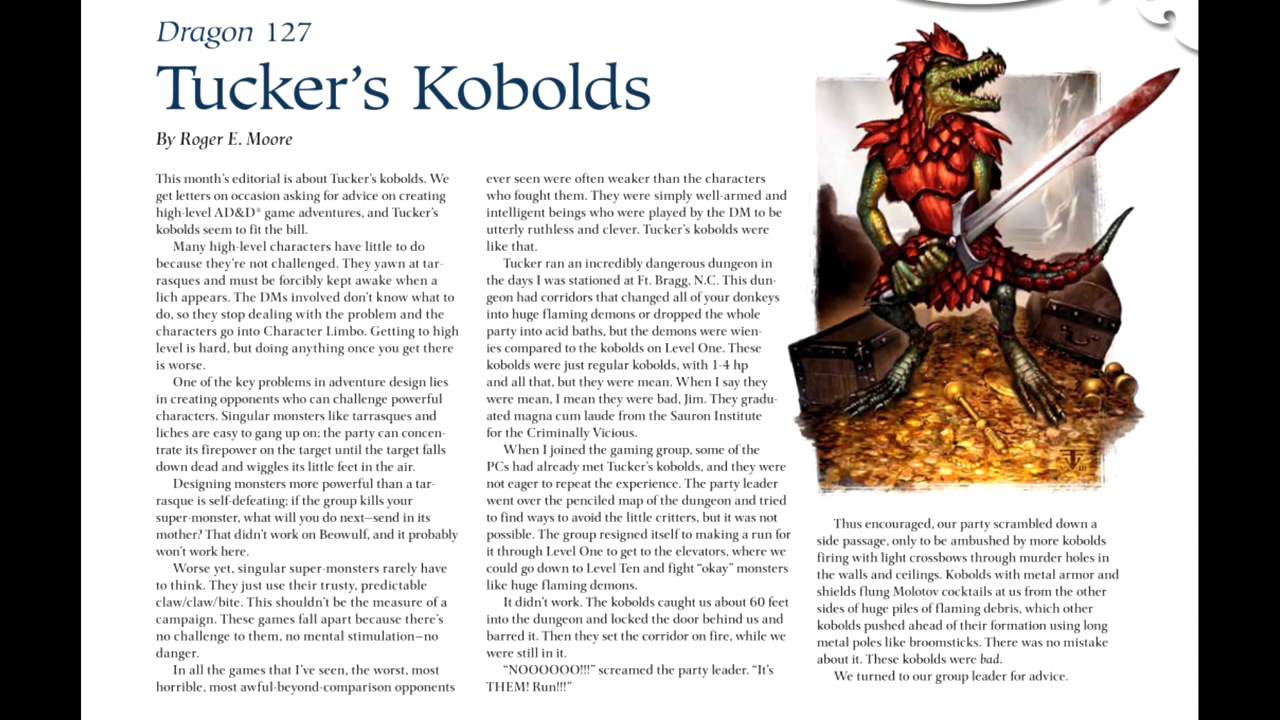 Dragon 127
Tucker's Kobolds
By Roger E. Moore
This month's editorial is about Tucker's kobolds. We
get letters on occasion asking for advice on creating
high-level AD&D® game adventures, and Tucker's
kobolds seem to fit the bill.
Many high-level characters have little to do
because they're not challenged. They yawn at tar-
rasques and must be forcibly kept awake when a
lich appears. The DMs involved don't know what to
do, so they stop dealing with the problem and the
characters go into Character Limbo. Getting to high
level is hard, but doing anything once you get there
is worse.
One of the key problems in adventure design lies
in creating opponents who can challenge powerful
characters. Singular monsters like tarrasques and
liches are easy to gang up on; the party can concen-
trate its firepower on the target until the target falls
down dead and wiggles its little feet in the air.
Designing monsters more powerful than a tar-
rasque is self-defeating; if the group kills your
super-monster, what will you do next—send in its
mother? That didn't work on Beowulf, and it probably
won't work here.
Worse yet, singular super-monsters rarely have
to think. They just use their trusty, predictable
claw/claw/bite. This shouldn't be the measure of a
campaign. These games fall apart because there's
no challenge to them, no mental stimulation—no
danger.
In all the games that I've seen, the worst, most
horrible, most awful-beyond-comparison opponents
ever seen were often weaker than the characters
who fought them. They were simply well-armed and
intelligent beings who were played by the DM to be
utterly ruthless and clever. Tucker's kobolds were
like that.
Tucker ran an incredibly dangerous dungeon in
the days I was stationed at Ft. Bragg, N.C. This dun-
geon had corridors that changed all of your donkeys
into huge flaming demons or dropped the whole
party into acid baths, but the demons were wien-
ies compared to the kobolds on Level One. These
kobolds were just regular kobolds, with 1-4 hp
and all that, but they were mean. When I say they
were mean, I mean they were bad, Jim. They gradu-
ated magna cum laude from the Sauron Institute
for the Criminally Vicious.
When I joined the gaming group, some of the
PCs had already met Tucker's kobolds, and they were
not eager to repeat the experience. The party leader
went over the penciled map of the dungeon and tried
to find ways to avoid the little critters, but it was not
possible. The group resigned itself to making a run for
it through Level One to get to the elevators, where we
could go down to Level Ten and fight "okay" monsters
like huge flaming demons.
It didn't work. The kobolds caught us about 60 feet
into the dungeon and locked the door behind us and
barred it. Then they set the corridor on fire, while we
were still in it.
"NOOOOOO!!!" screamed the party leader. "It's
THEM! Run!!!"
Thus encouraged, our party scrambled down a
side passage, only to be ambushed by more kobolds
firing with light crossbows through murder holes in
the walls and ceilings. Kobolds with metal armor and
shields flung Molotov cocktails at us from the other
sides of huge piles of flaming debris, which other
kobolds pushed ahead of their formation using long
metal poles like broomsticks. There was no mistake
about it. These kobolds were bad.
We turned to our group leader for advice.